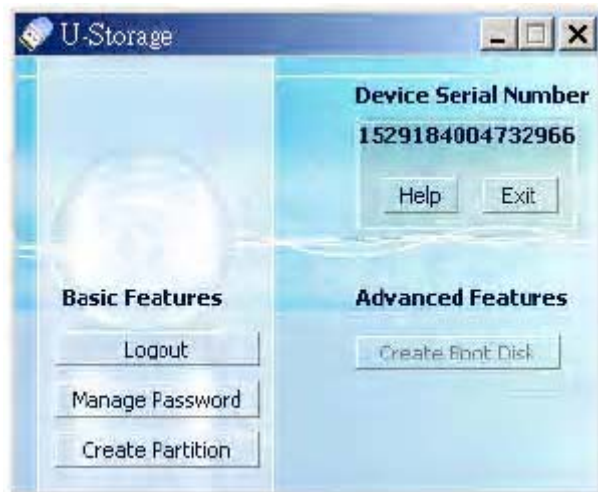 U-Storage
Device Serial Number
1529184004732966
Help Exit
Basic Features
Advanced Features
Logout
Create Boot Disk
Manage Password
Create Partition